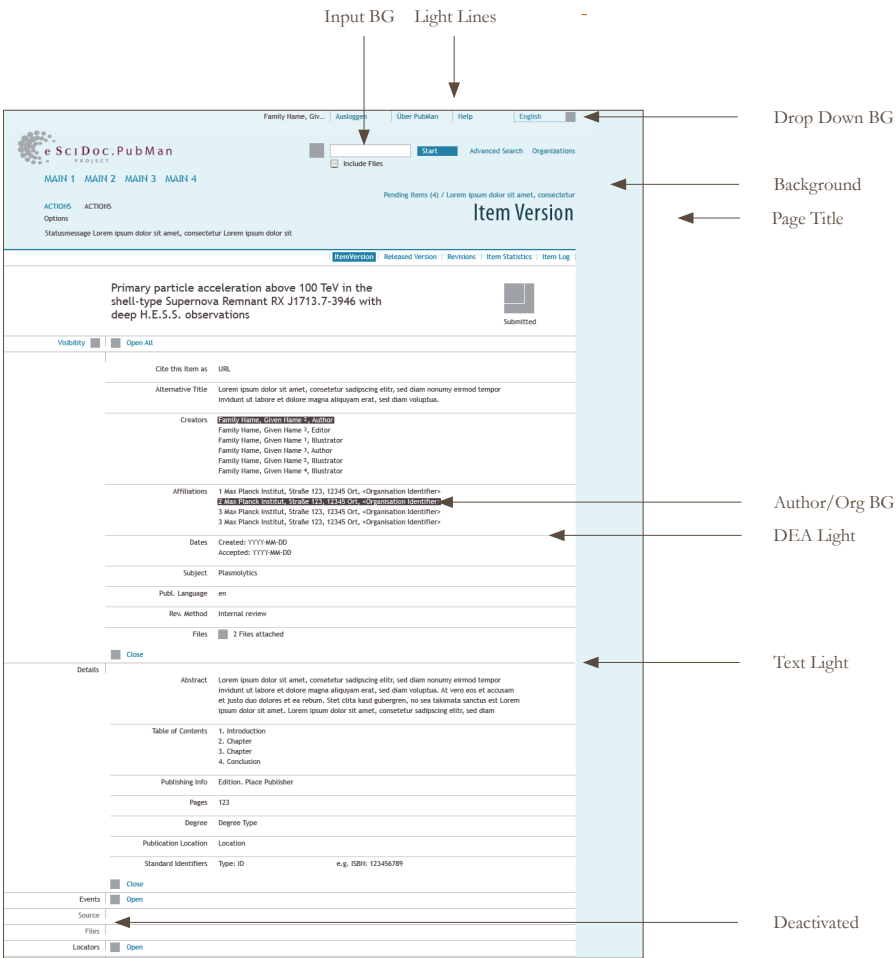 Input BG Light Lines -
Family Name, Giv... Ausloggen Über PubMan Help English
Drop Down BG
eSciDoc.PubMan
PROJECT
Start Advanced Search Organizations
Include Files
MAIN 1 MAIN 2 MAIN 3 MAIN 4
Background
Pending Items (4) / Lorem ipsum dolor sit amet, consectetur
ACTIONS ACTIONS
Item Version
Page Title
Options
Statusmessage Lorem ipsum dolor sit amet, consectetur Lorem ipsum dolor sit
ItemVersion Released Version Revisions Item Statistics Item Log
Primary particle acceleration above 100 TeV in the
shell-type Supernova Remnant RX J1713.7-3946 with
deep H.E.S.S. observations
Submitted
Visibility Open All
Cite this Item as URL
Alternative Title Lorem ipsum dolor sit amet, consetetur sadipscing elitr, sed diam nonumy eirmod tempor
invidunt ut labore et dolore magna aliquyam erat, sed diam voluptua.
Creators Family Name, Given Name 2, Author
Family Name, Given Name 3, Editor
Family Name, Given Name 1, Illustrator
Family Name, Given Name 3, Author
Family Name, Given Name 2, Illustrator
Family Name, Given Name 4, Illustrator
Affiliations 1 Max Planck Institut, Straße 123, 12345 Ort, <Organisation Identifier>
2 Max Planck Institut, Straße 123, 12345 Ort, <Organisation Identifier>
Author/Org BG
3 Max Planck Institut, Straße 123, 12345 Ort, <Organisation Identifier>
3 Max Planck Institut, Straße 123, 12345 Ort, <Organisation Identifier>
DEA Light
Dates Created: YYYY-MM-DD
Accepted: YYYY-MM-DD
Subject Plasmolytics
Publ. Language en
Rev. Method Internal review
Files 2 Files attached
Close
Text Light
Details
Abstract Lorem ipsum dolor sit amet, consetetur sadipscing elitr, sed diam nonumy eirmod tempor
invidunt ut labore et dolore magna aliquyam erat, sed diam voluptua. At vero eos et accusam
et justo duo dolores et ea rebum. Stet clita kasd gubergren, no sea takimata sanctus est Lorem
ipsum dolor sit amet. Lorem ipsum dolor sit amet, consetetur sadipscing elitr, sed diam
Table of Contents 1. Introduction
2. Chapter
3. Chapter
4. Conclusion
Publishing Info Edition. Place Publisher
Pages 123
Degree Degree Type
Publication Location Location
Standard Identifiers Type: ID e.g. ISBN: 123456789
Close
Events Open
Source
Deactivated
Files
Locators Open